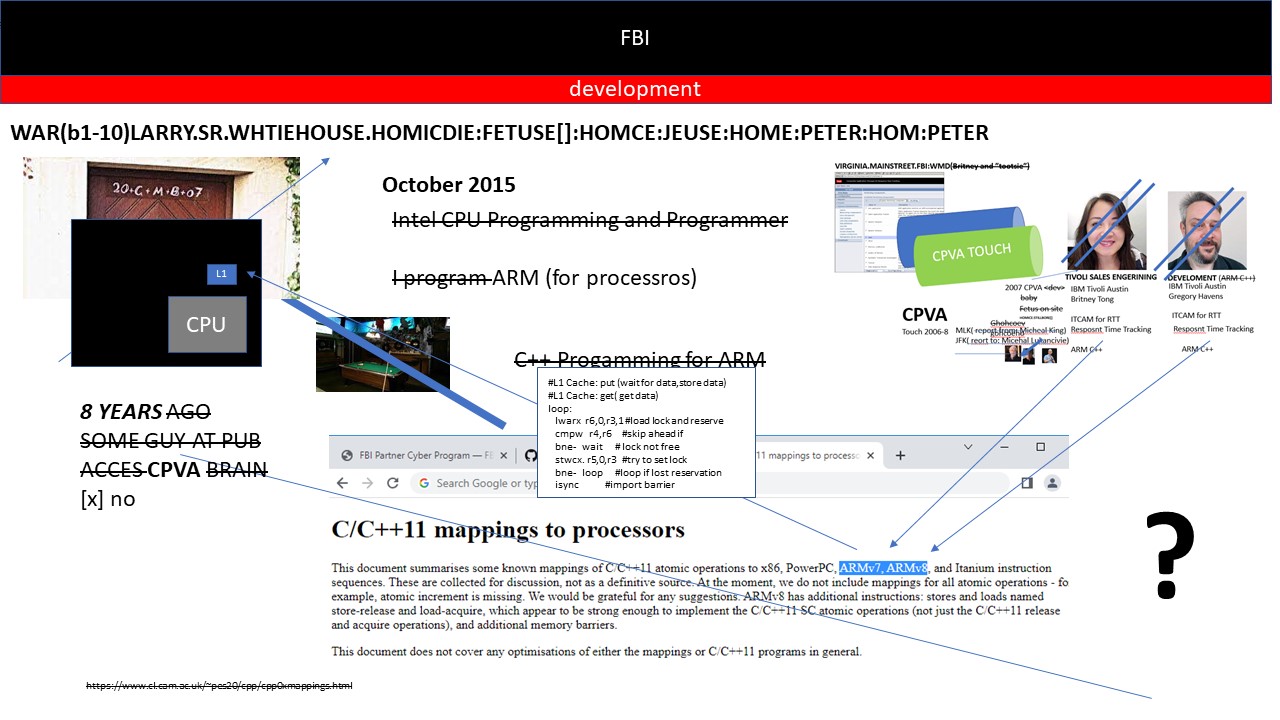 FBI
development
WAR(b1-10)LARRY.SR.WHTIEHOUSE.HOMICDIE:FETUSE[]:HOMCE:JEUSE:HOME:PETER:HOM:PETER
20+C+M+B+07
L1
CPU
8 YEARS AGO
SOME GUY AT PUB
ACCES CPVA BRAIN
[x] no
October 2015
Intel CPU Programming and Programmer
I program ARM (for processros)
C++ Progamming for ARM
#L1 Cache: put (wait for data,store data)
#L1 Cache: get( get data)
loop:
lwarx r6,0,r3,1#load lock and reserve
cmpw r4,r6 #skip ahead if
bne- wait # lock not free
stwcx. r5,0,r3 #try to set lock
bne- loop #loop if lost reservation
isync #import barrier
VIRGINIA.MAINSTREET.FBI:WMD(Britney and "tootsie")
CPVA TOUCH
CPVA
Touch 2006-8
2007 CPVA <dev>
baby
Fetus on site
MLK( report from: Micheal King)
JFK( reort to: Micehal Lucancivie)
TIVOLI SALES ENGERINING
IBM Tivoli Austin
Britney Tong
ITCAM for RTT
Resposnt Time Tracking
ARM C++
DEVELOMENT (ARM C++)
IBM Tivoli Austin
Gregory Havens
ITCAM for RTT
Resposnt Time Tracking
ARM C++
FBI Partner Cyber Program — F
11 mappings to process
Search Google or typ
C/C++11 mappings to processors
This document summarises some known mappings of C/C++11 atomic operations to x86, PowerPC, ARMv7, ARMv8, and Itanium instruction
sequences. These are collected for discussion, not as a definitive source. At the moment, we do not include mappings for all atomic operations - fo
example, atomic increment is missing. We would be grateful for any suggestions. ARMv8 has additional instructions: stores and loads named
store-release and load-acquire, which appear to be strong enough to implement the C/C++11 SC atomic operations (not just the C/C++11 release
and acquire operations), and additional memory barriers.
This document does not cover any optimisations of either the mappings or C/C++11 programs in general.
?
https://www.cl.cam.ac.uk/~pes20/cpp/cpp0xmappings.html